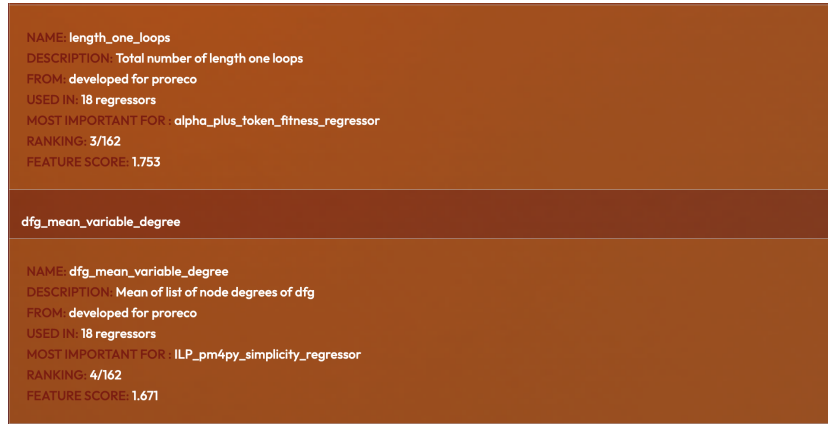 NAME: length_one_loops
DESCRIPTION: Total number of length one loops
FROM: developed for proreco
USED IN: 18 regressors
MOST IMPORTANT FOR : alpha_plus_token_fitness_regressor
RANKING: 3/162
FEATURE SCORE: 1.753
dfg_mean_variable_degree
NAME: dfg_mean_variable_degree
DESCRIPTION: Mean of list of node degrees of dfg
FROM: developed for proreco
USED IN: 18 regressors
MOST IMPORTANT FOR : ILP_pm4py_simplicity_regressor
RANKING: 4/162
FEATURE SCORE: 1.671